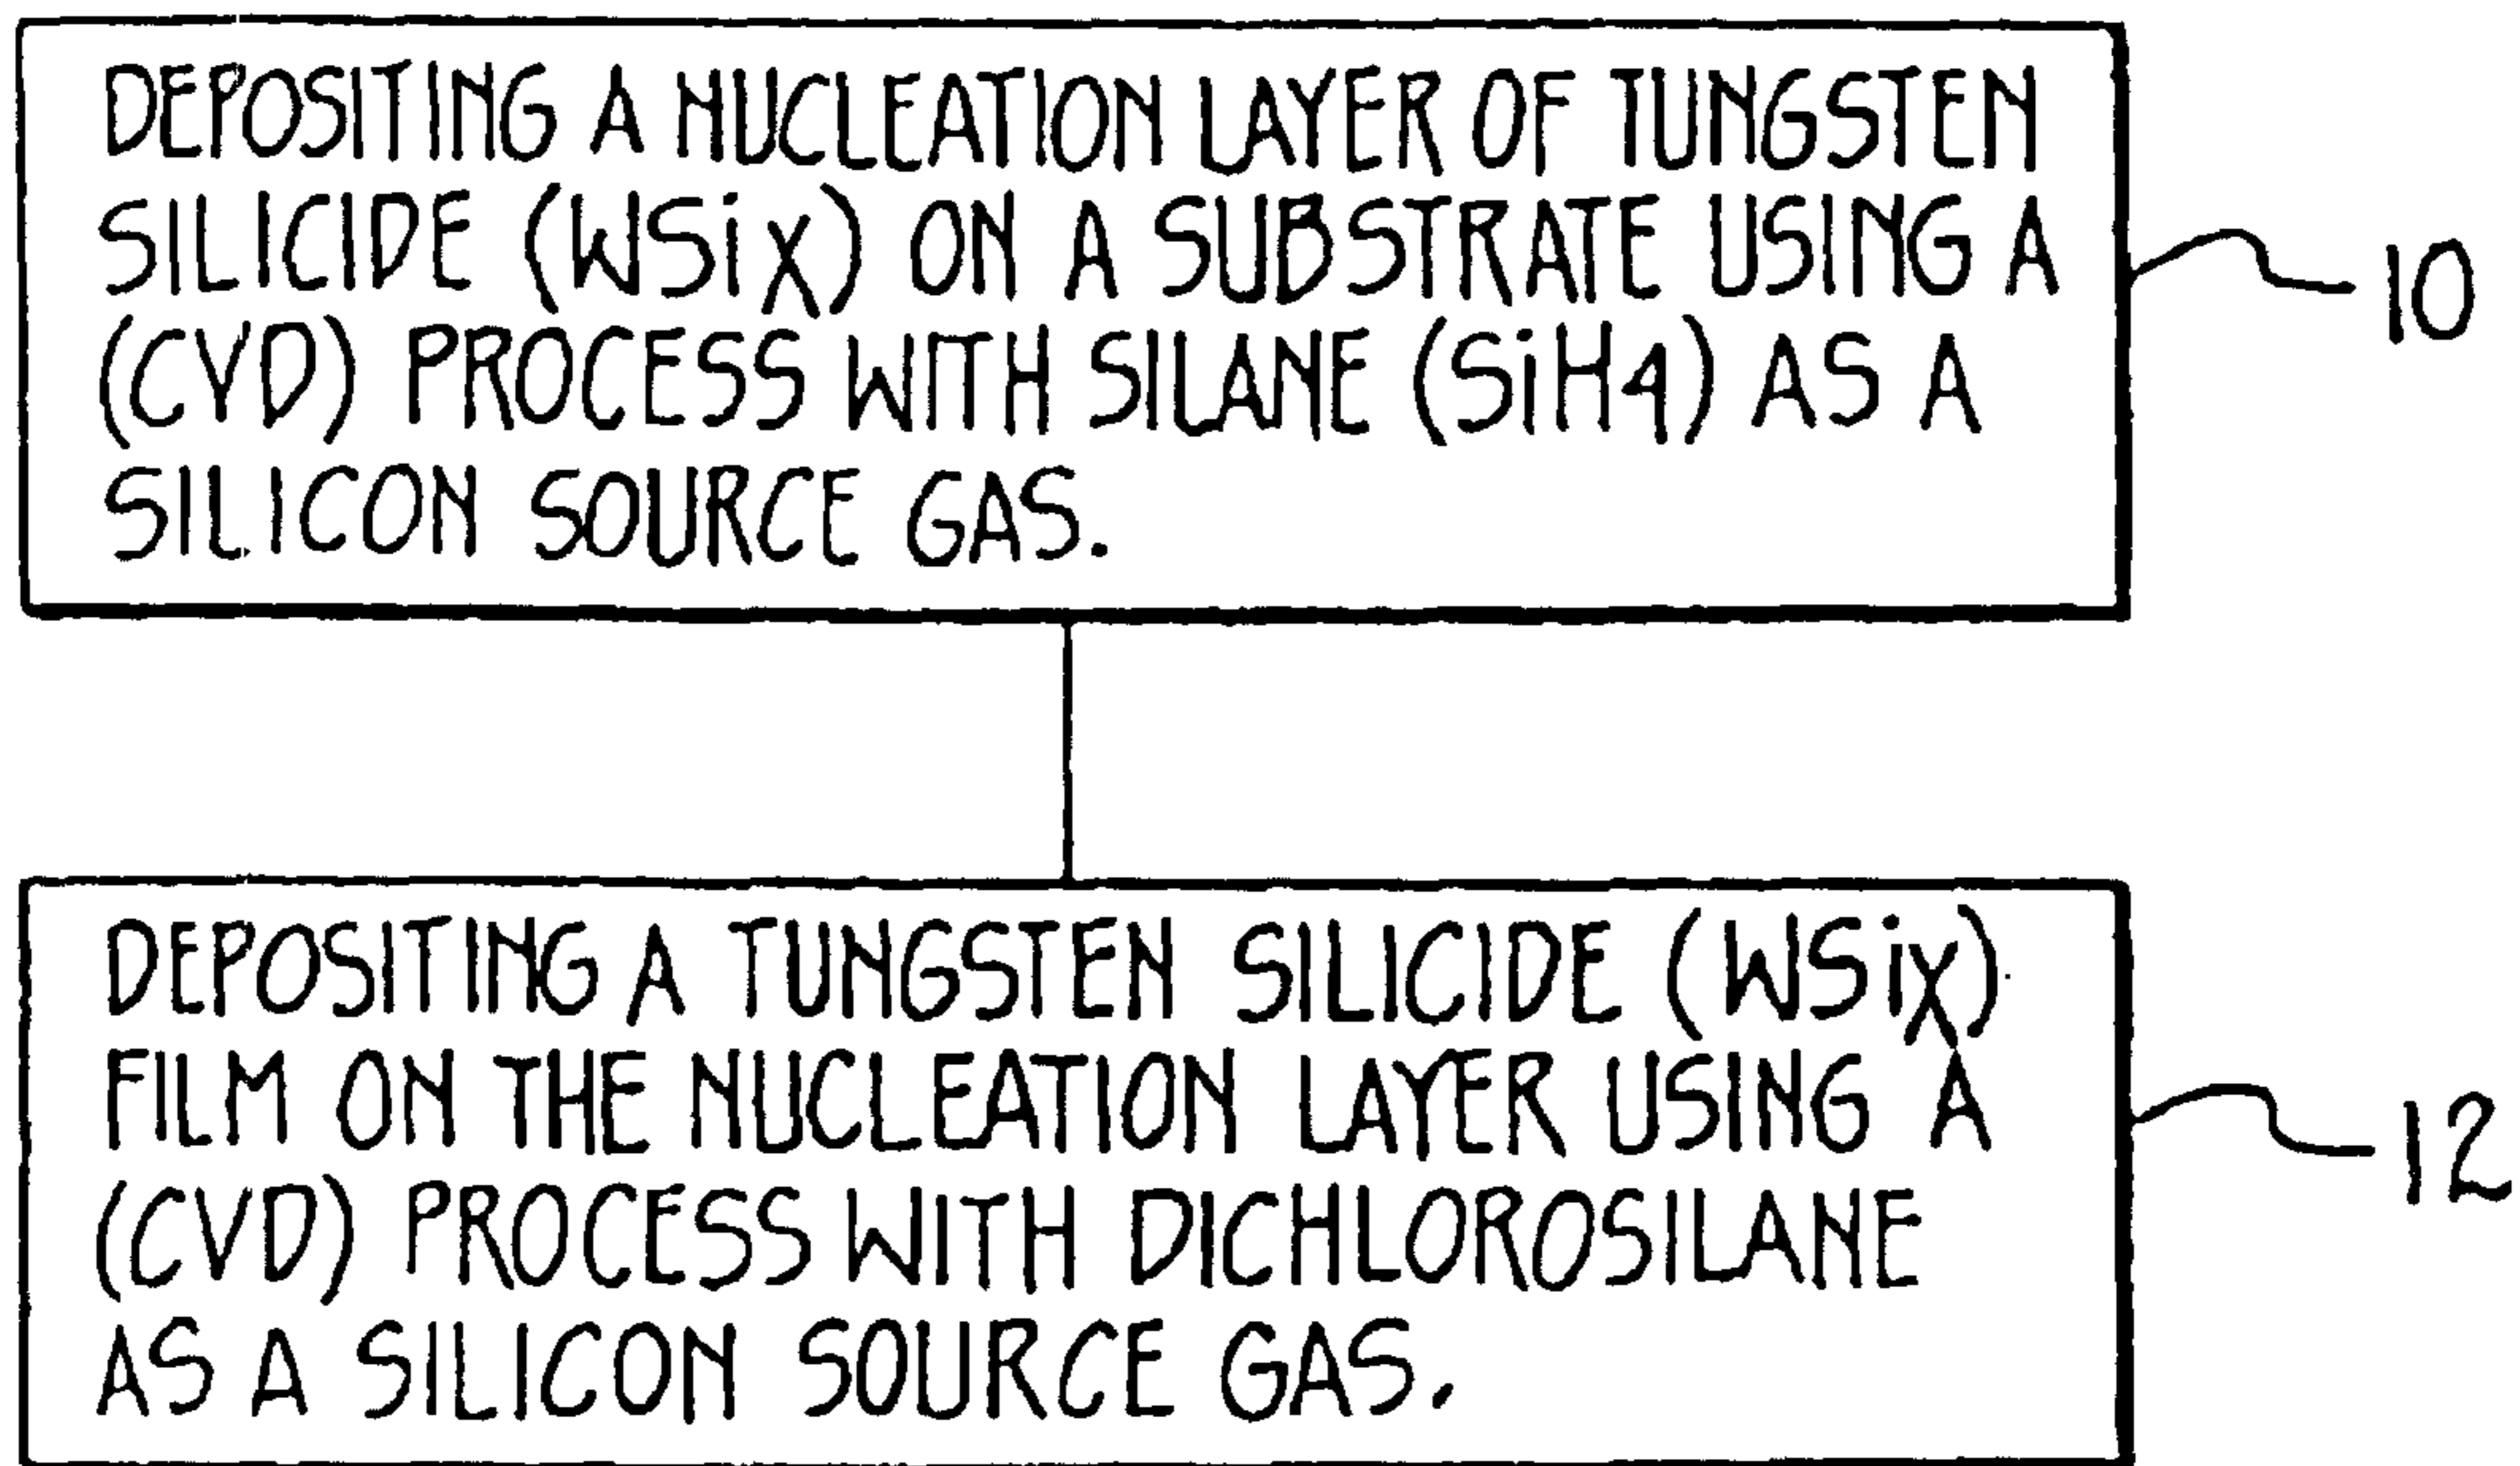 DEPOSITING A NUCLEATION LAYER OF TUNGSTEN
SILICIDE (WSix) ON A SUBSTRATE USING A
(CVD) PROCESS WITH SILANE (SiH4) AS A
SILICON SOURCE GAS.
10
DEPOSITING A TUNGSTEN SILICIDE (WSix)
FILM ON THE NUCLEATION LAYER USING A
(CVD) PROCESS WITH DICHLOROSILANE
AS A SILICON SOURCE GAS.
12